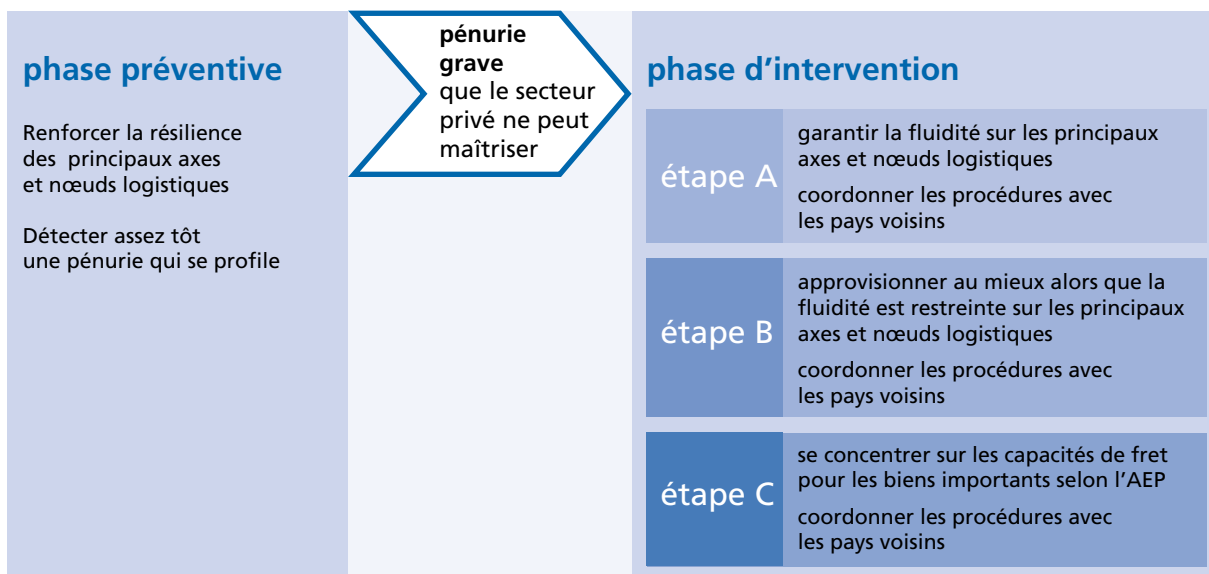 phase préventive
Renforcer la résilience
des principaux axes
et nœuds logistiques
Détecter assez tôt
une pénurie qui se profile
pénurie
grave
que le secteur
privé ne peut
maîtriser
phase d'intervention
étape A
garantir la fluidité sur les principaux
axes et nœuds logistiques
coordonner les procédures avec
les pays voisins
étape B
approvisionner au mieux alors que la
fluidité est restreinte sur les principaux
axes et nœuds logistiques
coordonner les procédures avec
les pays voisins
étape C
se concentrer sur les capacités de fret
pour les biens importants selon l'AEP
coordonner les procédures avec
les pays voisins